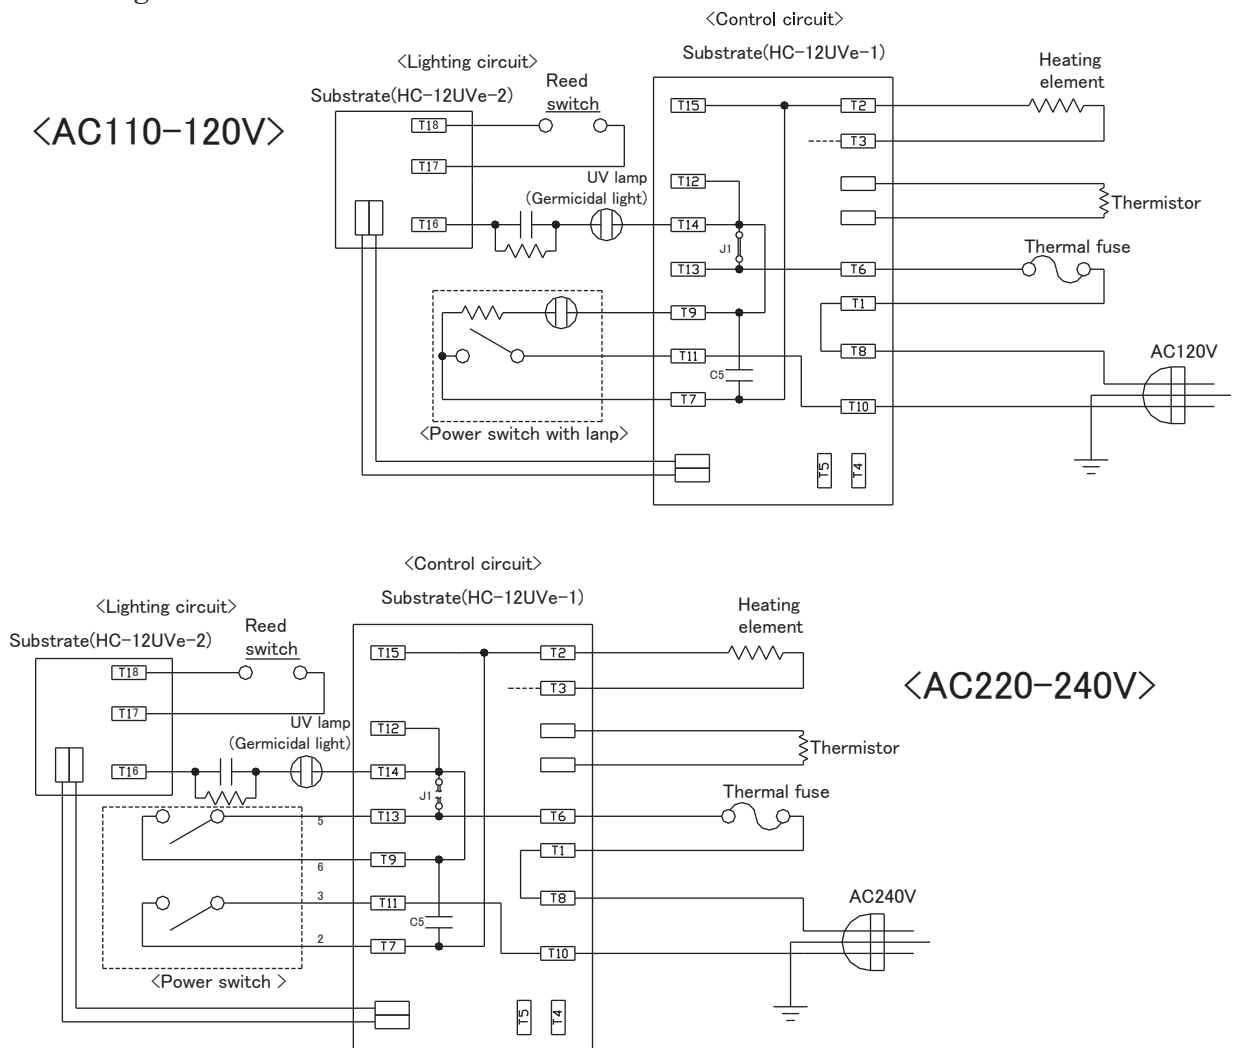 <Control circuit>
Substrate(HC-12UVe-1)
<Lighting circuit>
Substrate(HC-12UVe-2)
Reed
switch
Heating
element
<AC110-120V>
T15
T2
T18
T3
T17
T12
UV lamp
(Germicidal light)
Thermistor
T16
T14
J1
Thermal fuse
T13
T6
T9
T1
T11
T8
AC120V
C5
T7
T10
<Power switch with lanp>
T5
T4
<Control circuit>
Substrate(HC-12UVe-1)
<Lighting circuit>
Substrate(HC-12UVe-2)
Reed
switch
Heating
element
<AC220-240V>
T15
T2
T18
T3
T17
T12
UV lamp
(Germicidal light)
Thermistor
T16
T14
J1
Thermal fuse
5
T13
T6
6
T9
T1
3
T11
T8
AC240V
C5
2
T7
T10
<Power switch >
T5
T4